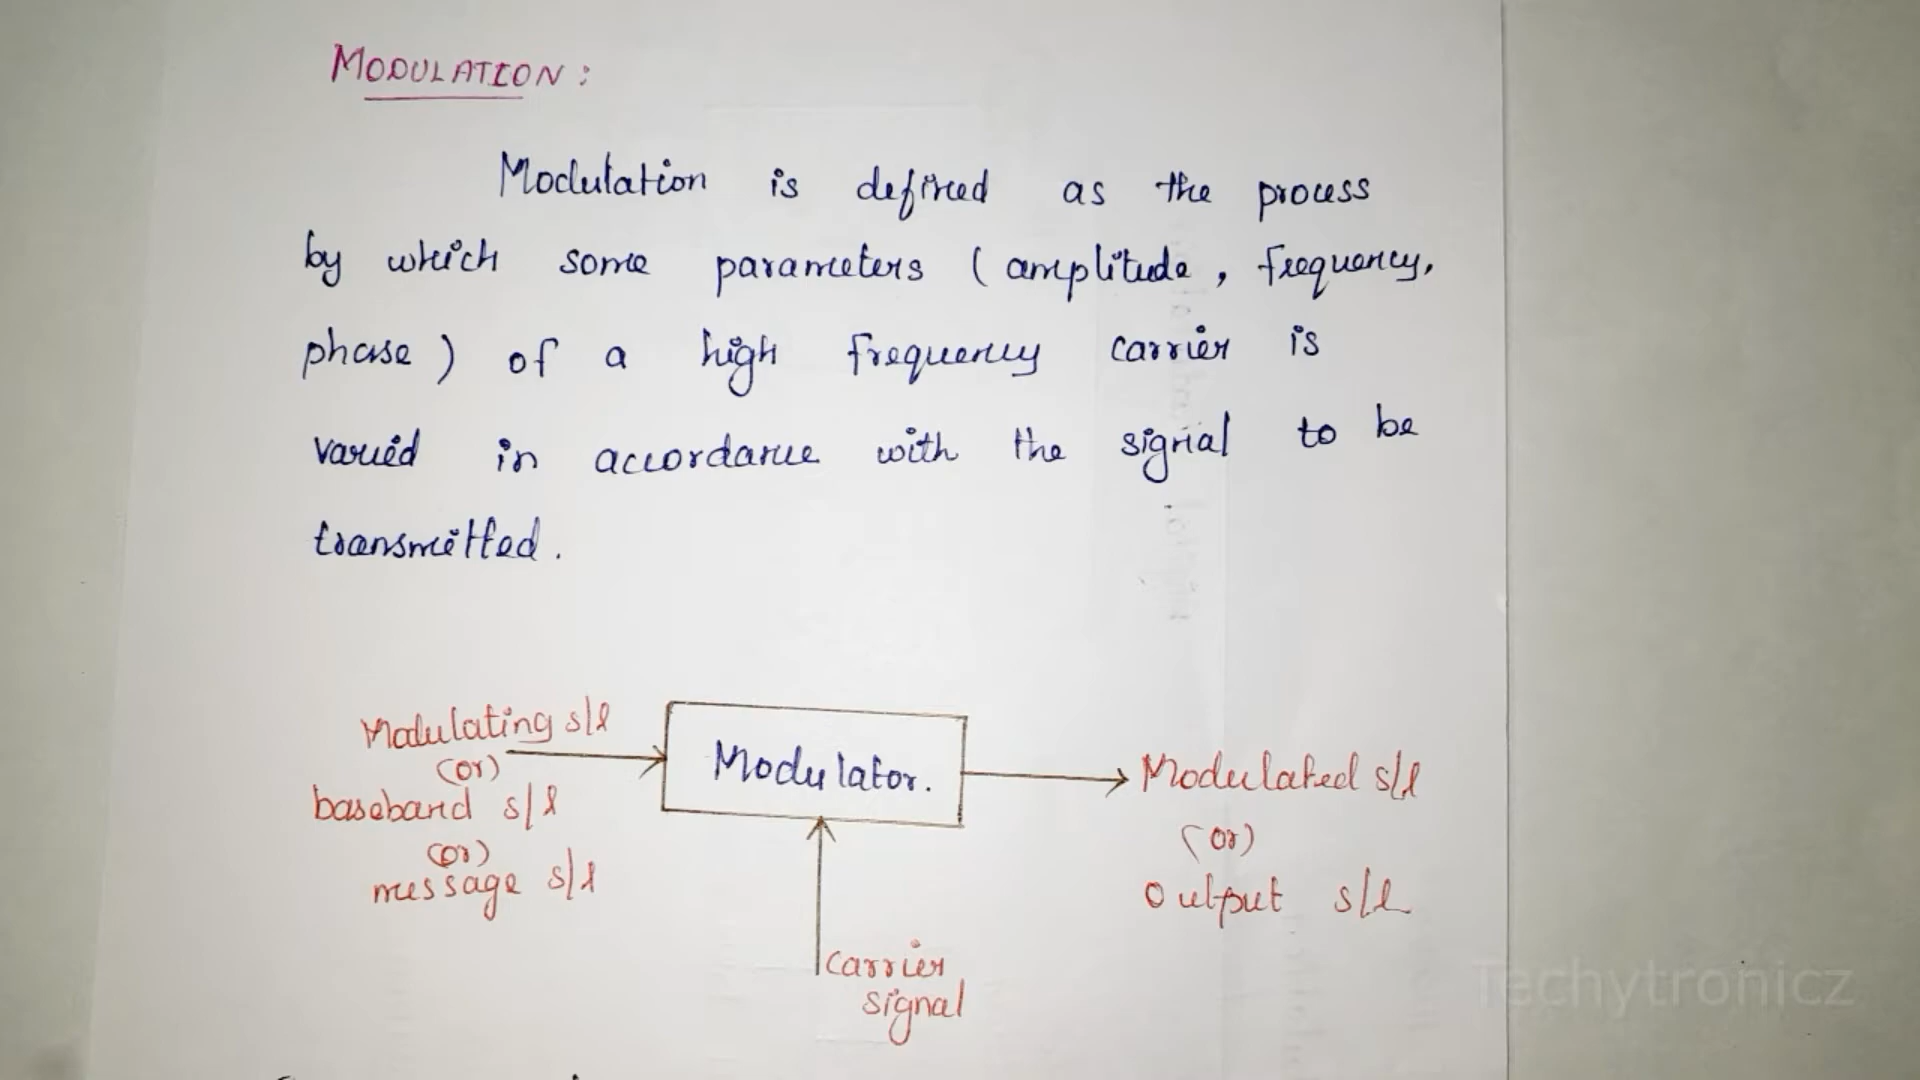 MODULATION:
Modulation is defined as the process
by which some parameters (amplitude, frequency,
phase) of a high frequency carrier is
varied in accordance with the signal to be
transmitted.
Modulating s/l
(or)
baseband s/l
(or)
message s/l
Modulator.
Modulated s/l
(or)
Output s/l
carrier
signal
Techytronicz